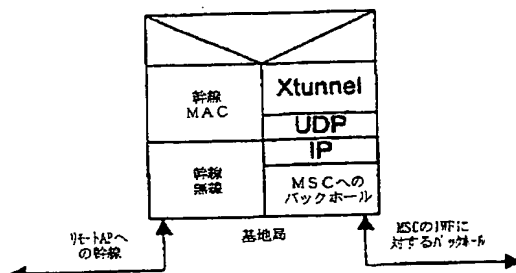 幹線
MAC
Xtunnel
UDP
IP
幹線
無線
MSCへの
バックホール
リモートAPへ
の幹線
基地局
MSCのIWFに
対するバックホール